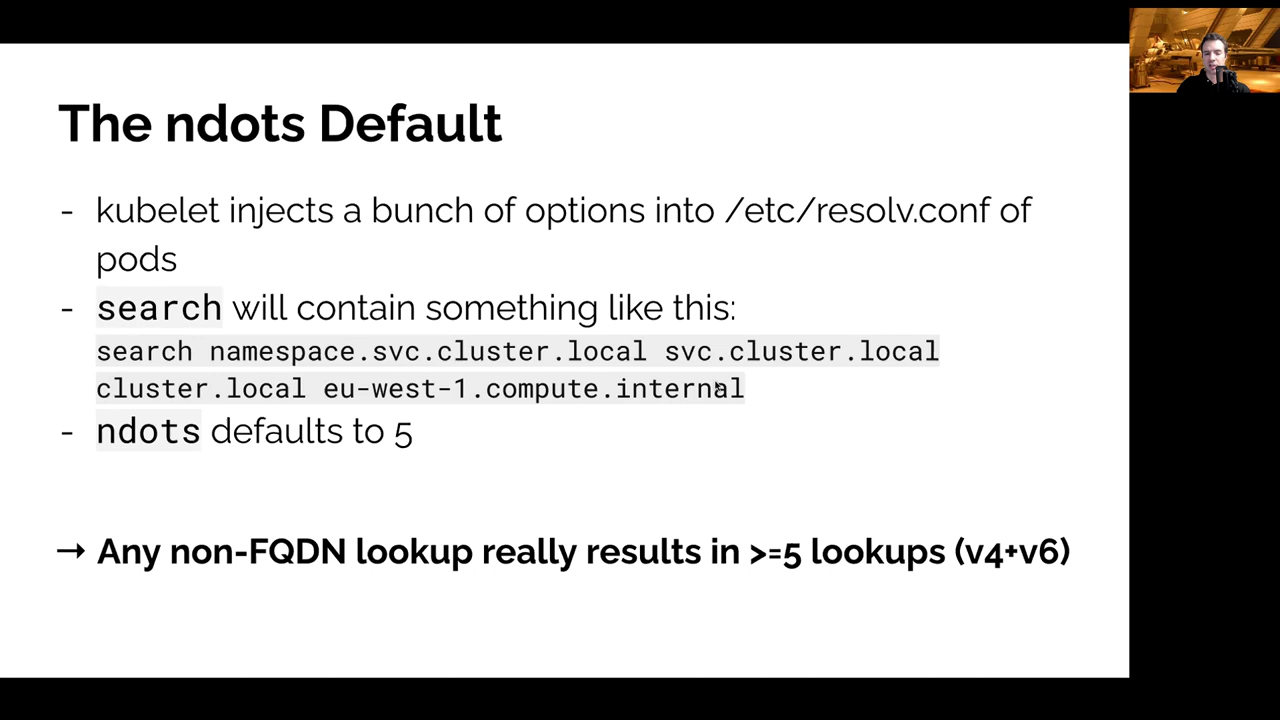 The ndots Default
- kubelet injects a bunch of options into /etc/resolv.conf of
pods
- search will contain something like this:
search namespace.svc.cluster.local svc.cluster.local
cluster.local eu-west-1.compute.internal
- ndots defaults to 5
→ Any non-FQDN lookup really results in >=5 lookups (v4+v6)